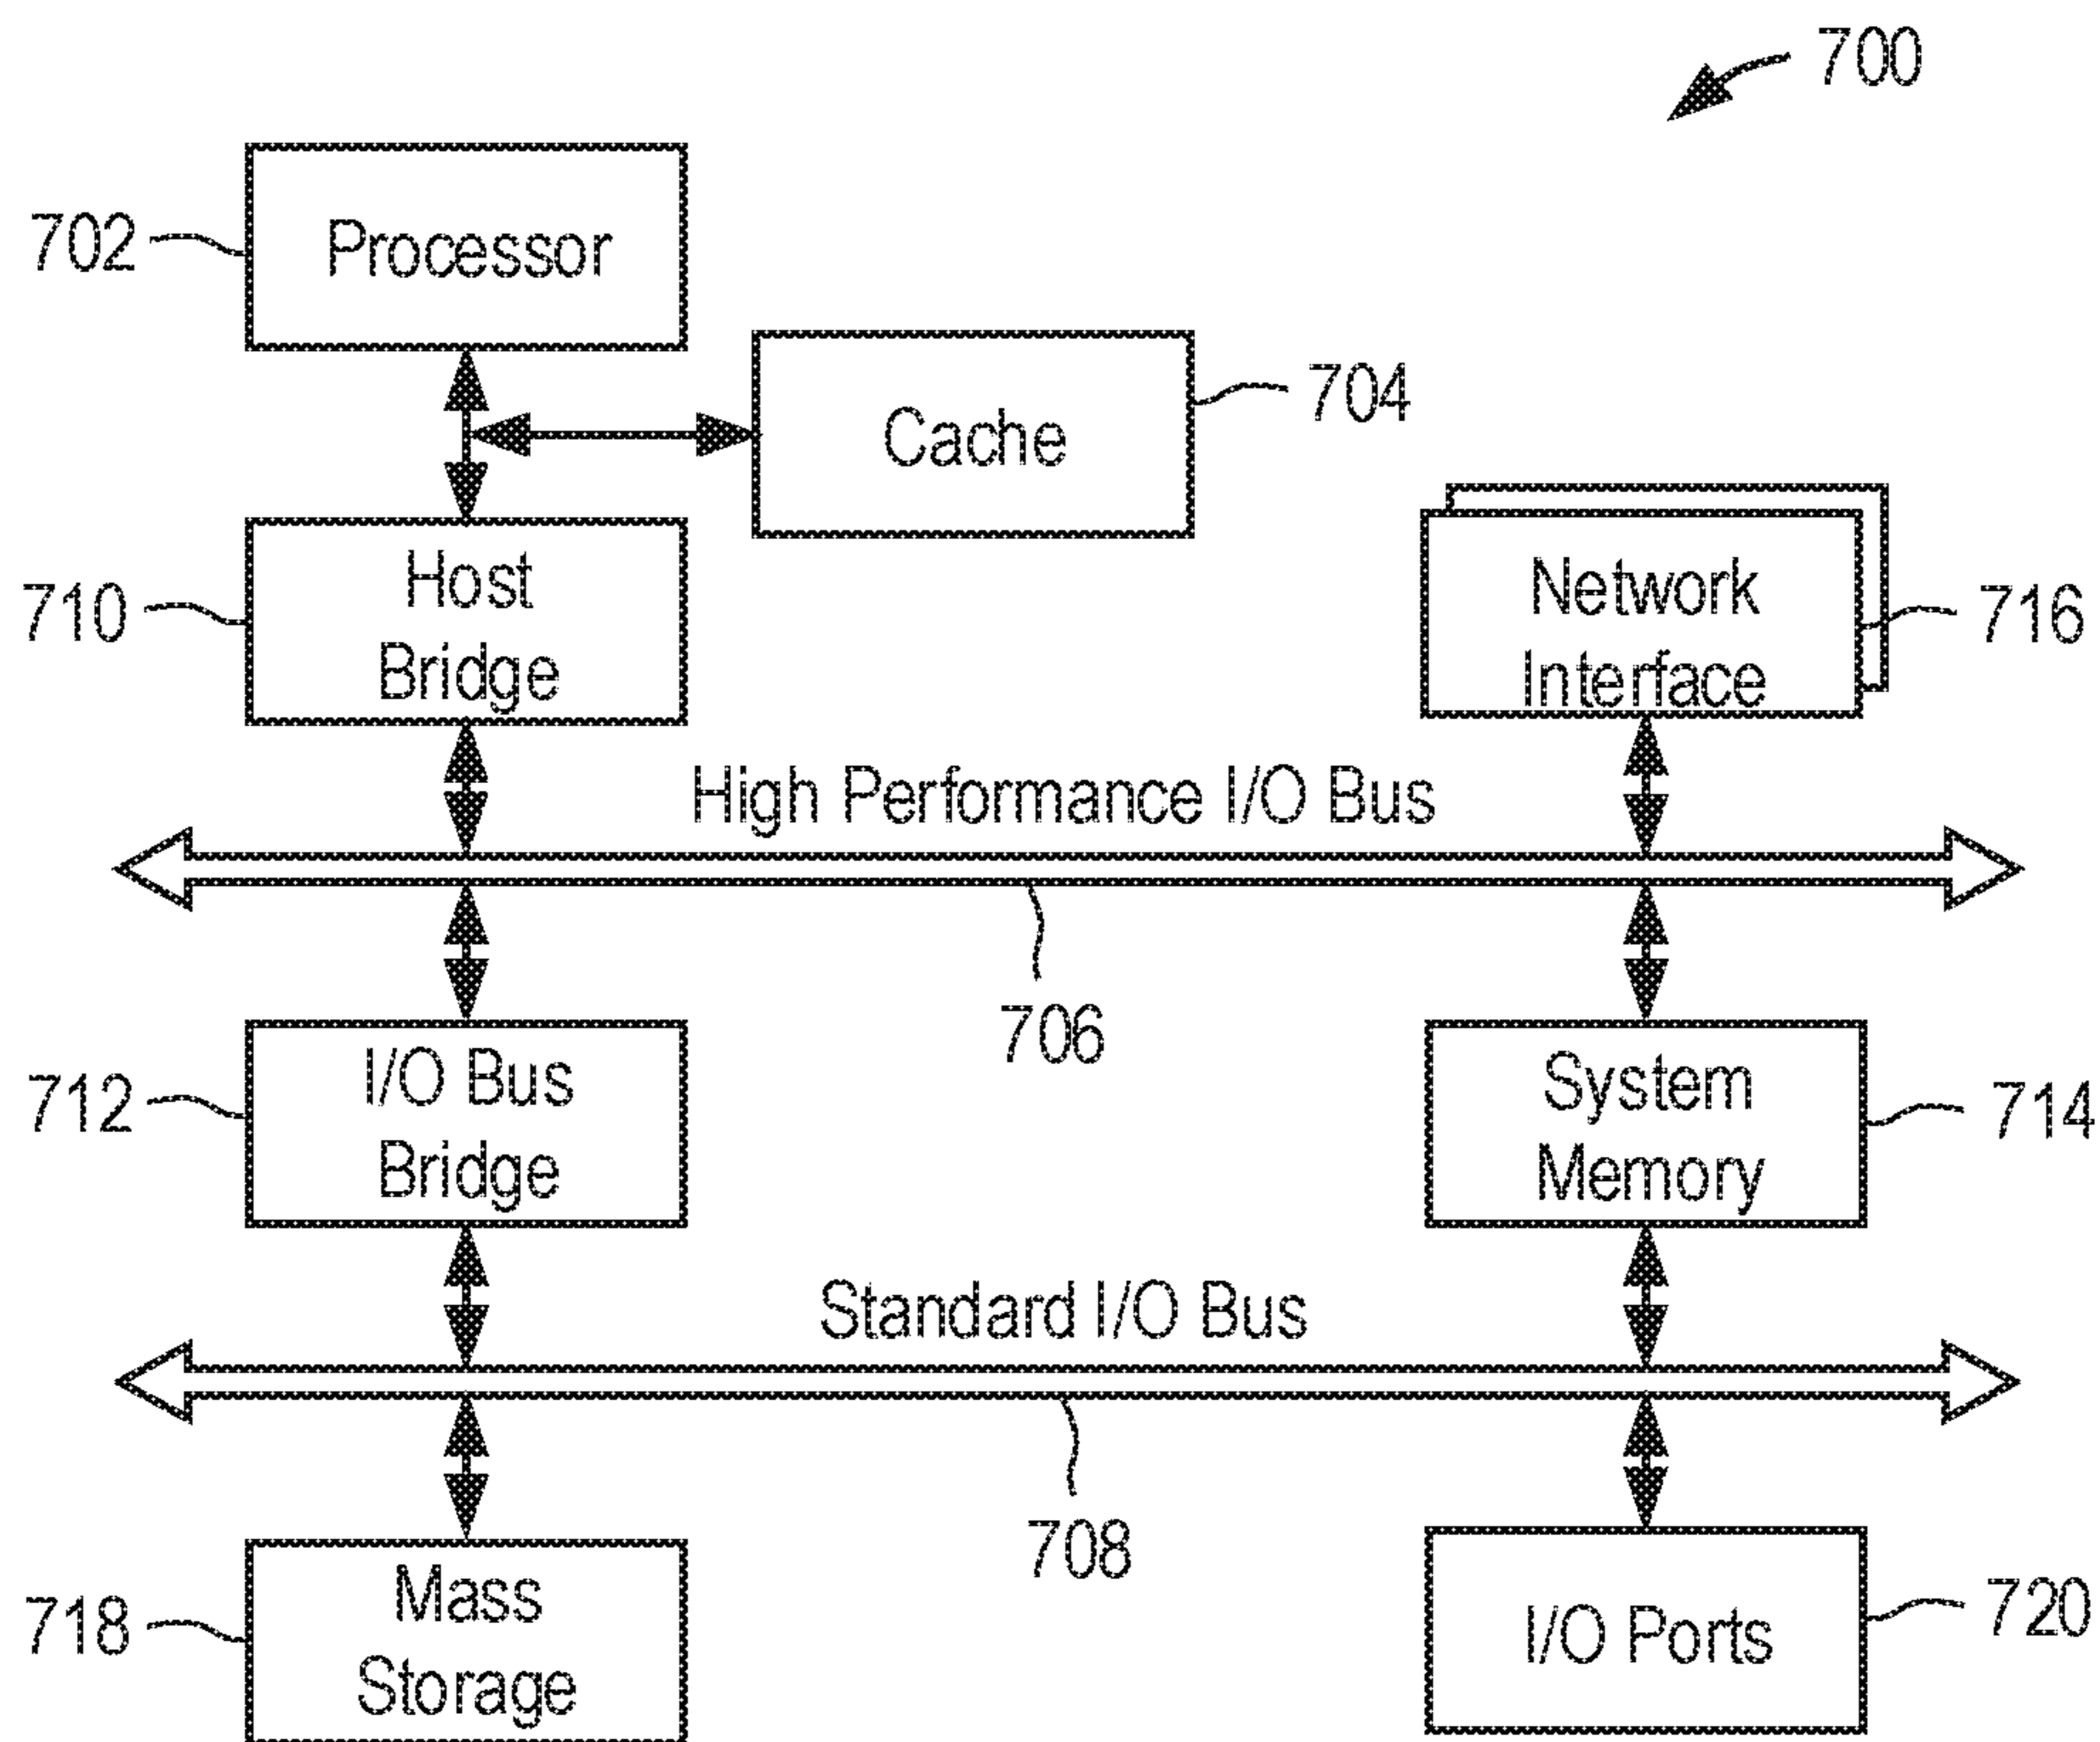 700
702
Processor
704
Cache
710
Host
Bridge
Network
Interface
716
High Performance I/O Bus
706
712
I/O Bus
Bridge
System
Memory
714
Standard I/O Bus
708
718
Mass
Storage
I/O Ports
720